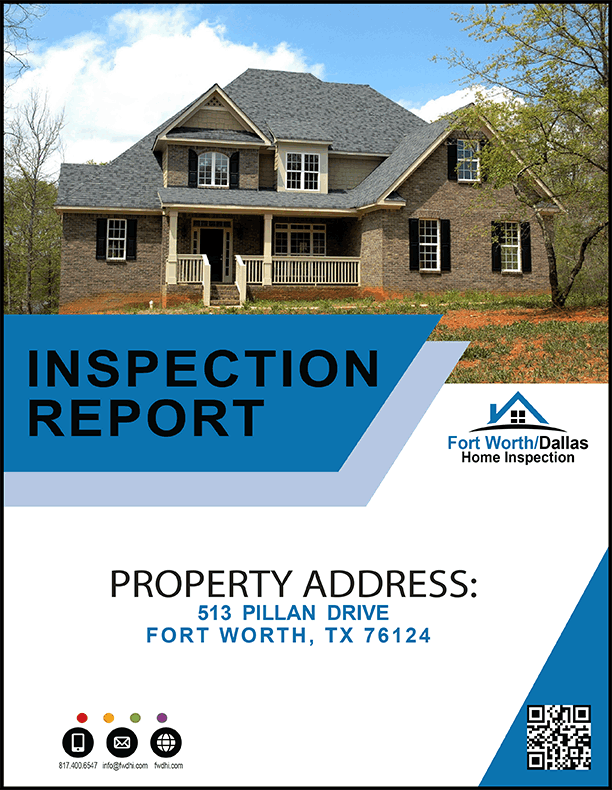 INSPECTION
REPORT
Fort Worth/Dallas
Home Inspection
PROPERTY ADDRESS:
513 PILLAN DRIVE
FORT WORTH, TX 76124
817.400.6547 info@fwdhi.com fwdhi.com